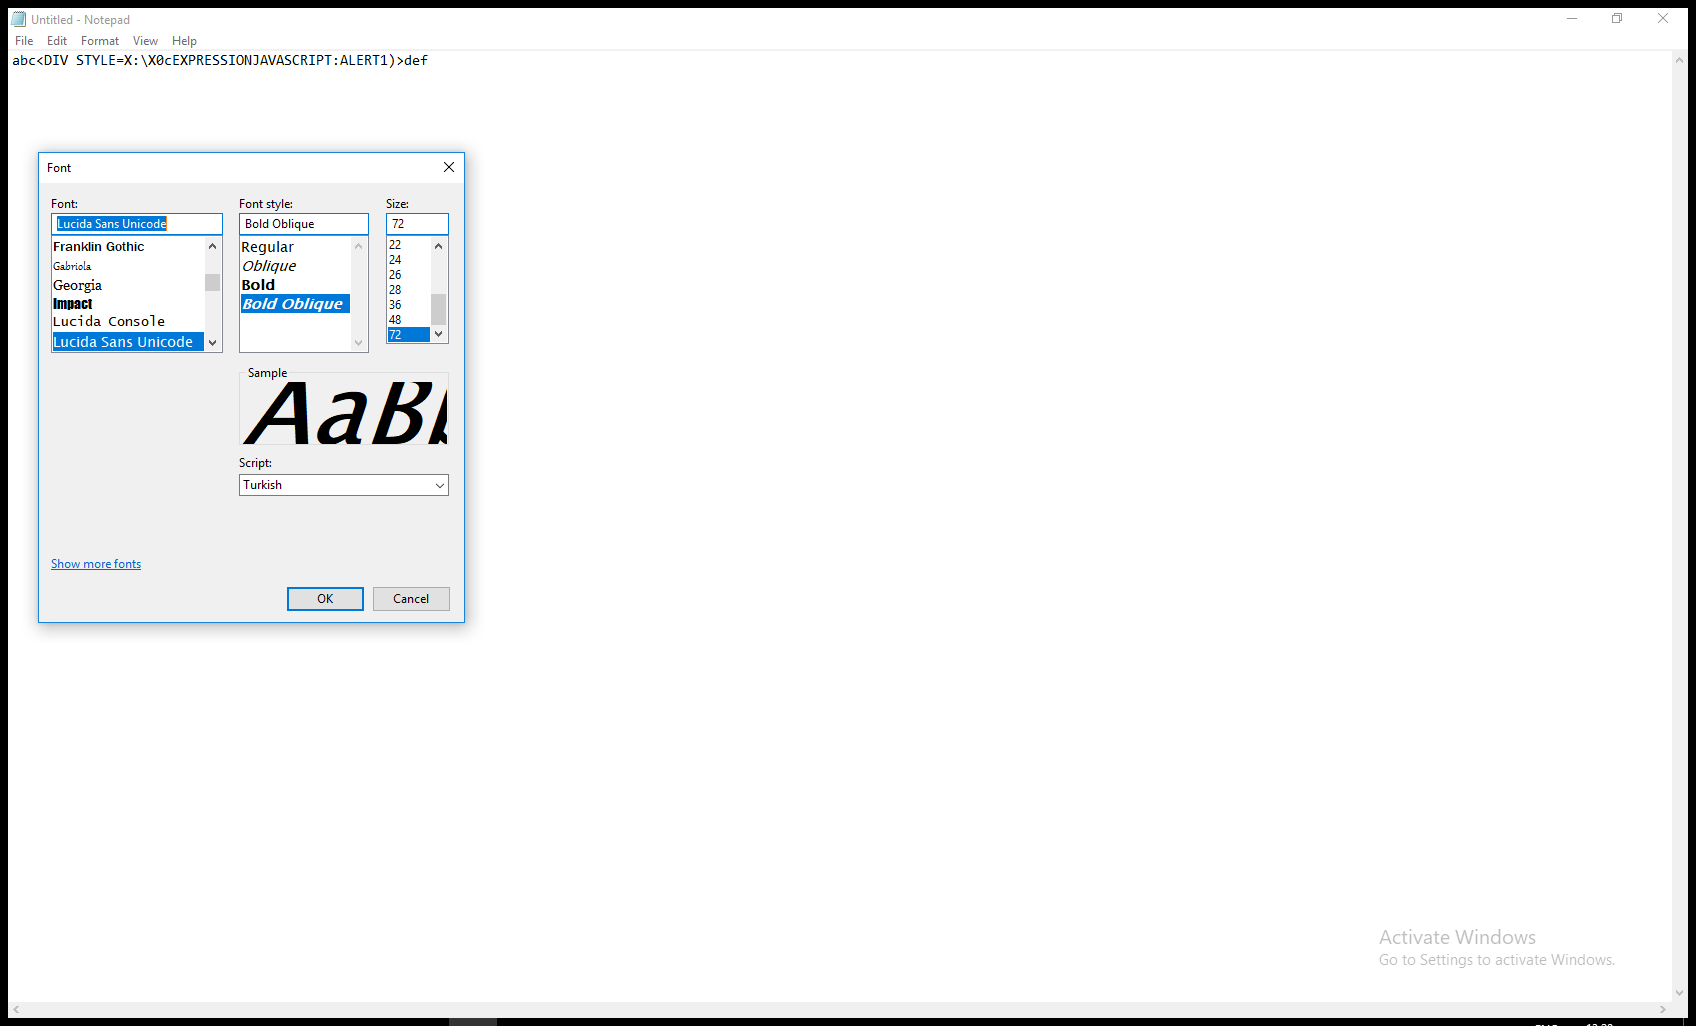 Untitled - Notepad
File Edit Format View Help
abc<DIV STYLE=X:\X0cEXPRESSIONJAVASCRIPT:ALERT1)>def
Font
Font:
Lucida Sans Unicode
Franklin Gothic
Gabriola
Georgia
Impact
Lucida Console
Lucida Sans Unicode
Font style:
Bold Oblique
Regular
Oblique
Bold
Bold Oblique
Size:
72
22
24
26
28
36
48
72
Sample
AaB
Script:
Turkish
Show more fonts
OK Cancel
Activate Windows
Go to Settings to activate Windows.